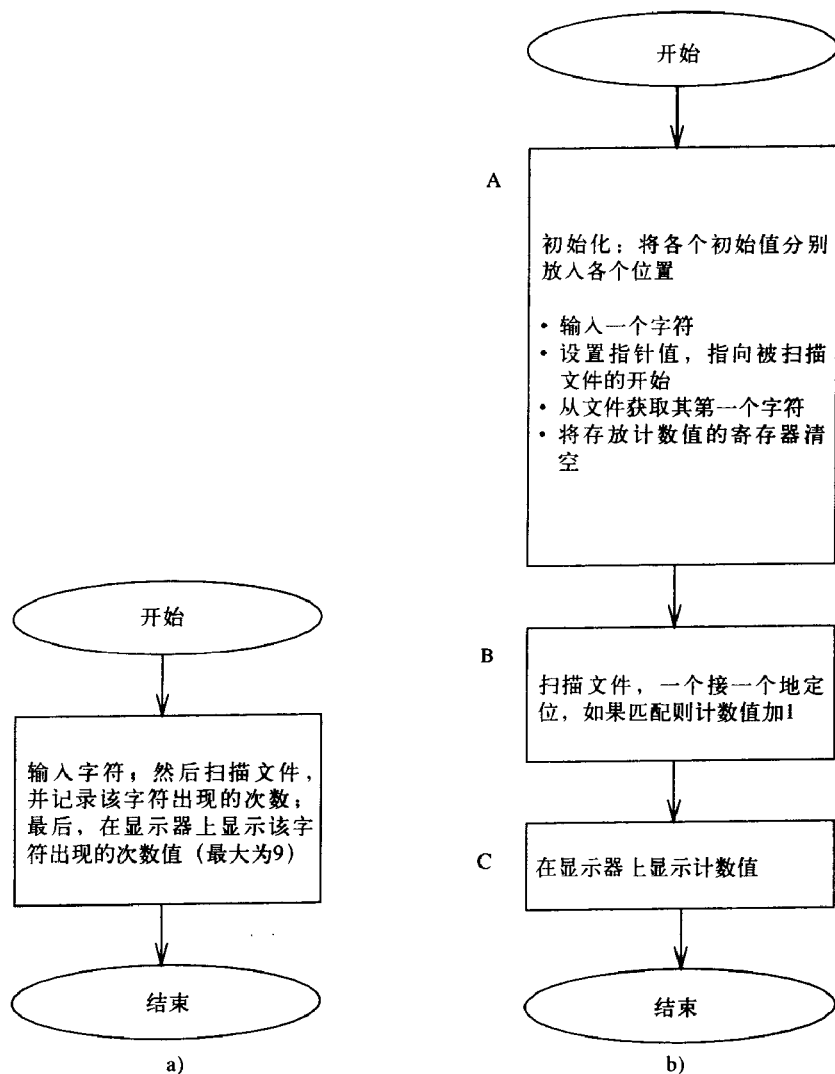 开始
输入字符；然后扫描文件，
并记录该字符出现的次数；
最后，在显示器上显示该字
符出现的次数值（最大为9）
结束
a)
开始
A
初始化：将各个初始值分别
放入各个位置
• 输入一个字符
• 设置指针值，指向被扫描
文件的开始
• 从文件获取其第一个字符
• 将存放计数值的寄存器清
空
B
扫描文件，一个接一个地定
位，如果匹配则计数值加1
C
在显示器上显示计数值
结束
b)